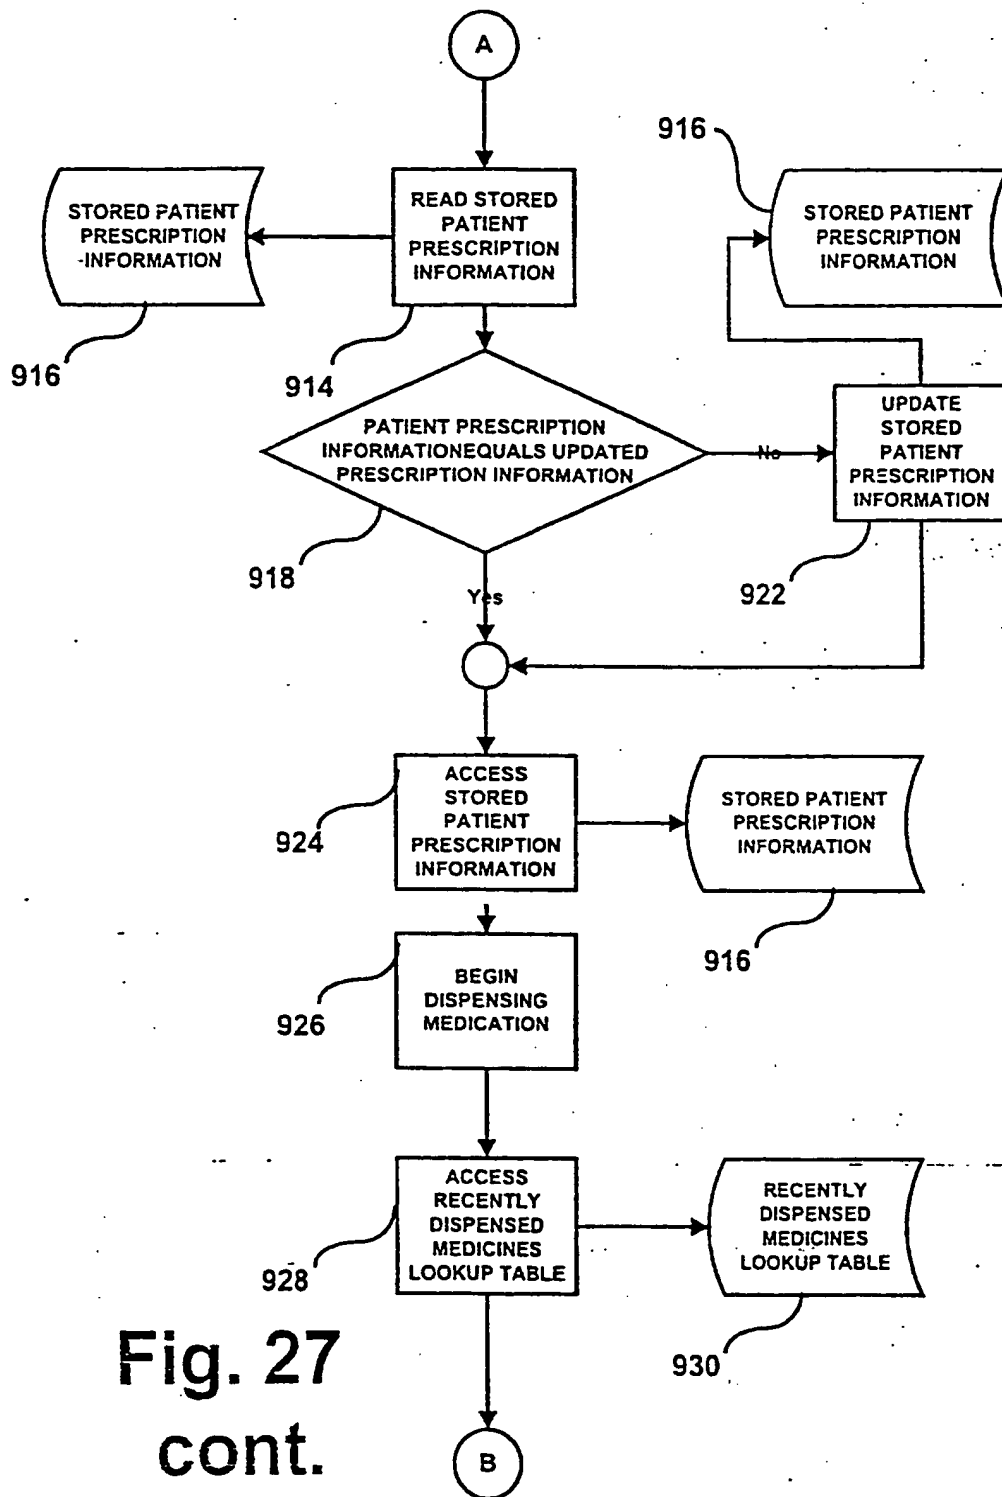 A
916
STORED PATIENT
PRESCRIPTION
INFORMATION
READ STORED
PATIENT
PRESCRIPTION
INFORMATION
STORED PATIENT
PRESCRIPTION
INFORMATION
916
914
PATIENT PRESCRIPTION
INFORMATIONEQUALS UPDATED
PRESCRIPTION INFORMATION
No
UPDATE
STORED
PATIENT
PRESCRIPTION
INFORMATION
918
922
Yes
ACCESS
STORED
PATIENT
PRESCRIPTION
INFORMATION
924
STORED PATIENT
PRESCRIPTION
INFORMATION
916
BEGIN
DISPENSING
MEDICATION
926
ACCESS
RECENTLY
DISPENSED
MEDICINES
LOOKUP TABLE
928
RECENTLY
DISPENSED
MEDICINES
LOOKUP TABLE
930
Fig. 27
cont.
B